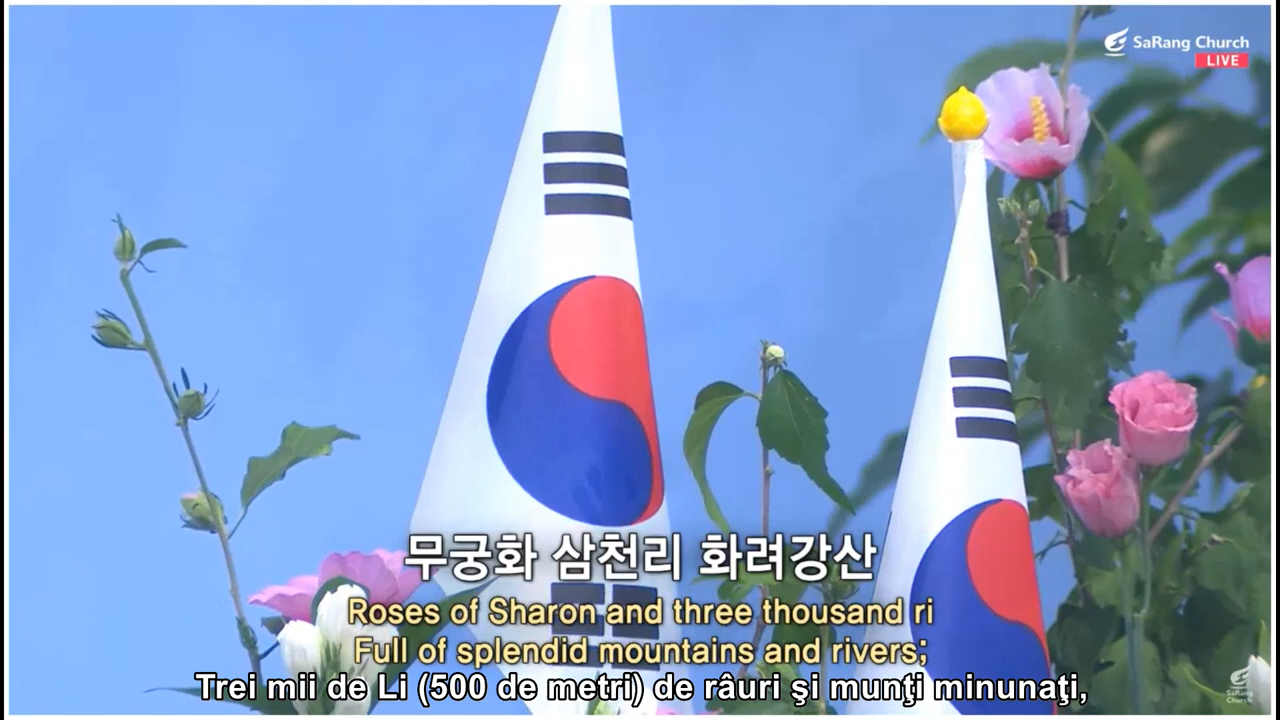 SaRang Church
LIVE
무궁화 삼천리 화려강산
Roses of Sharon and three thousand ri
Full of splendid mountains and rivers;
Trei mii de Li (500 de metri) de râuri şi munţi minunaţi,
SaRang
Church